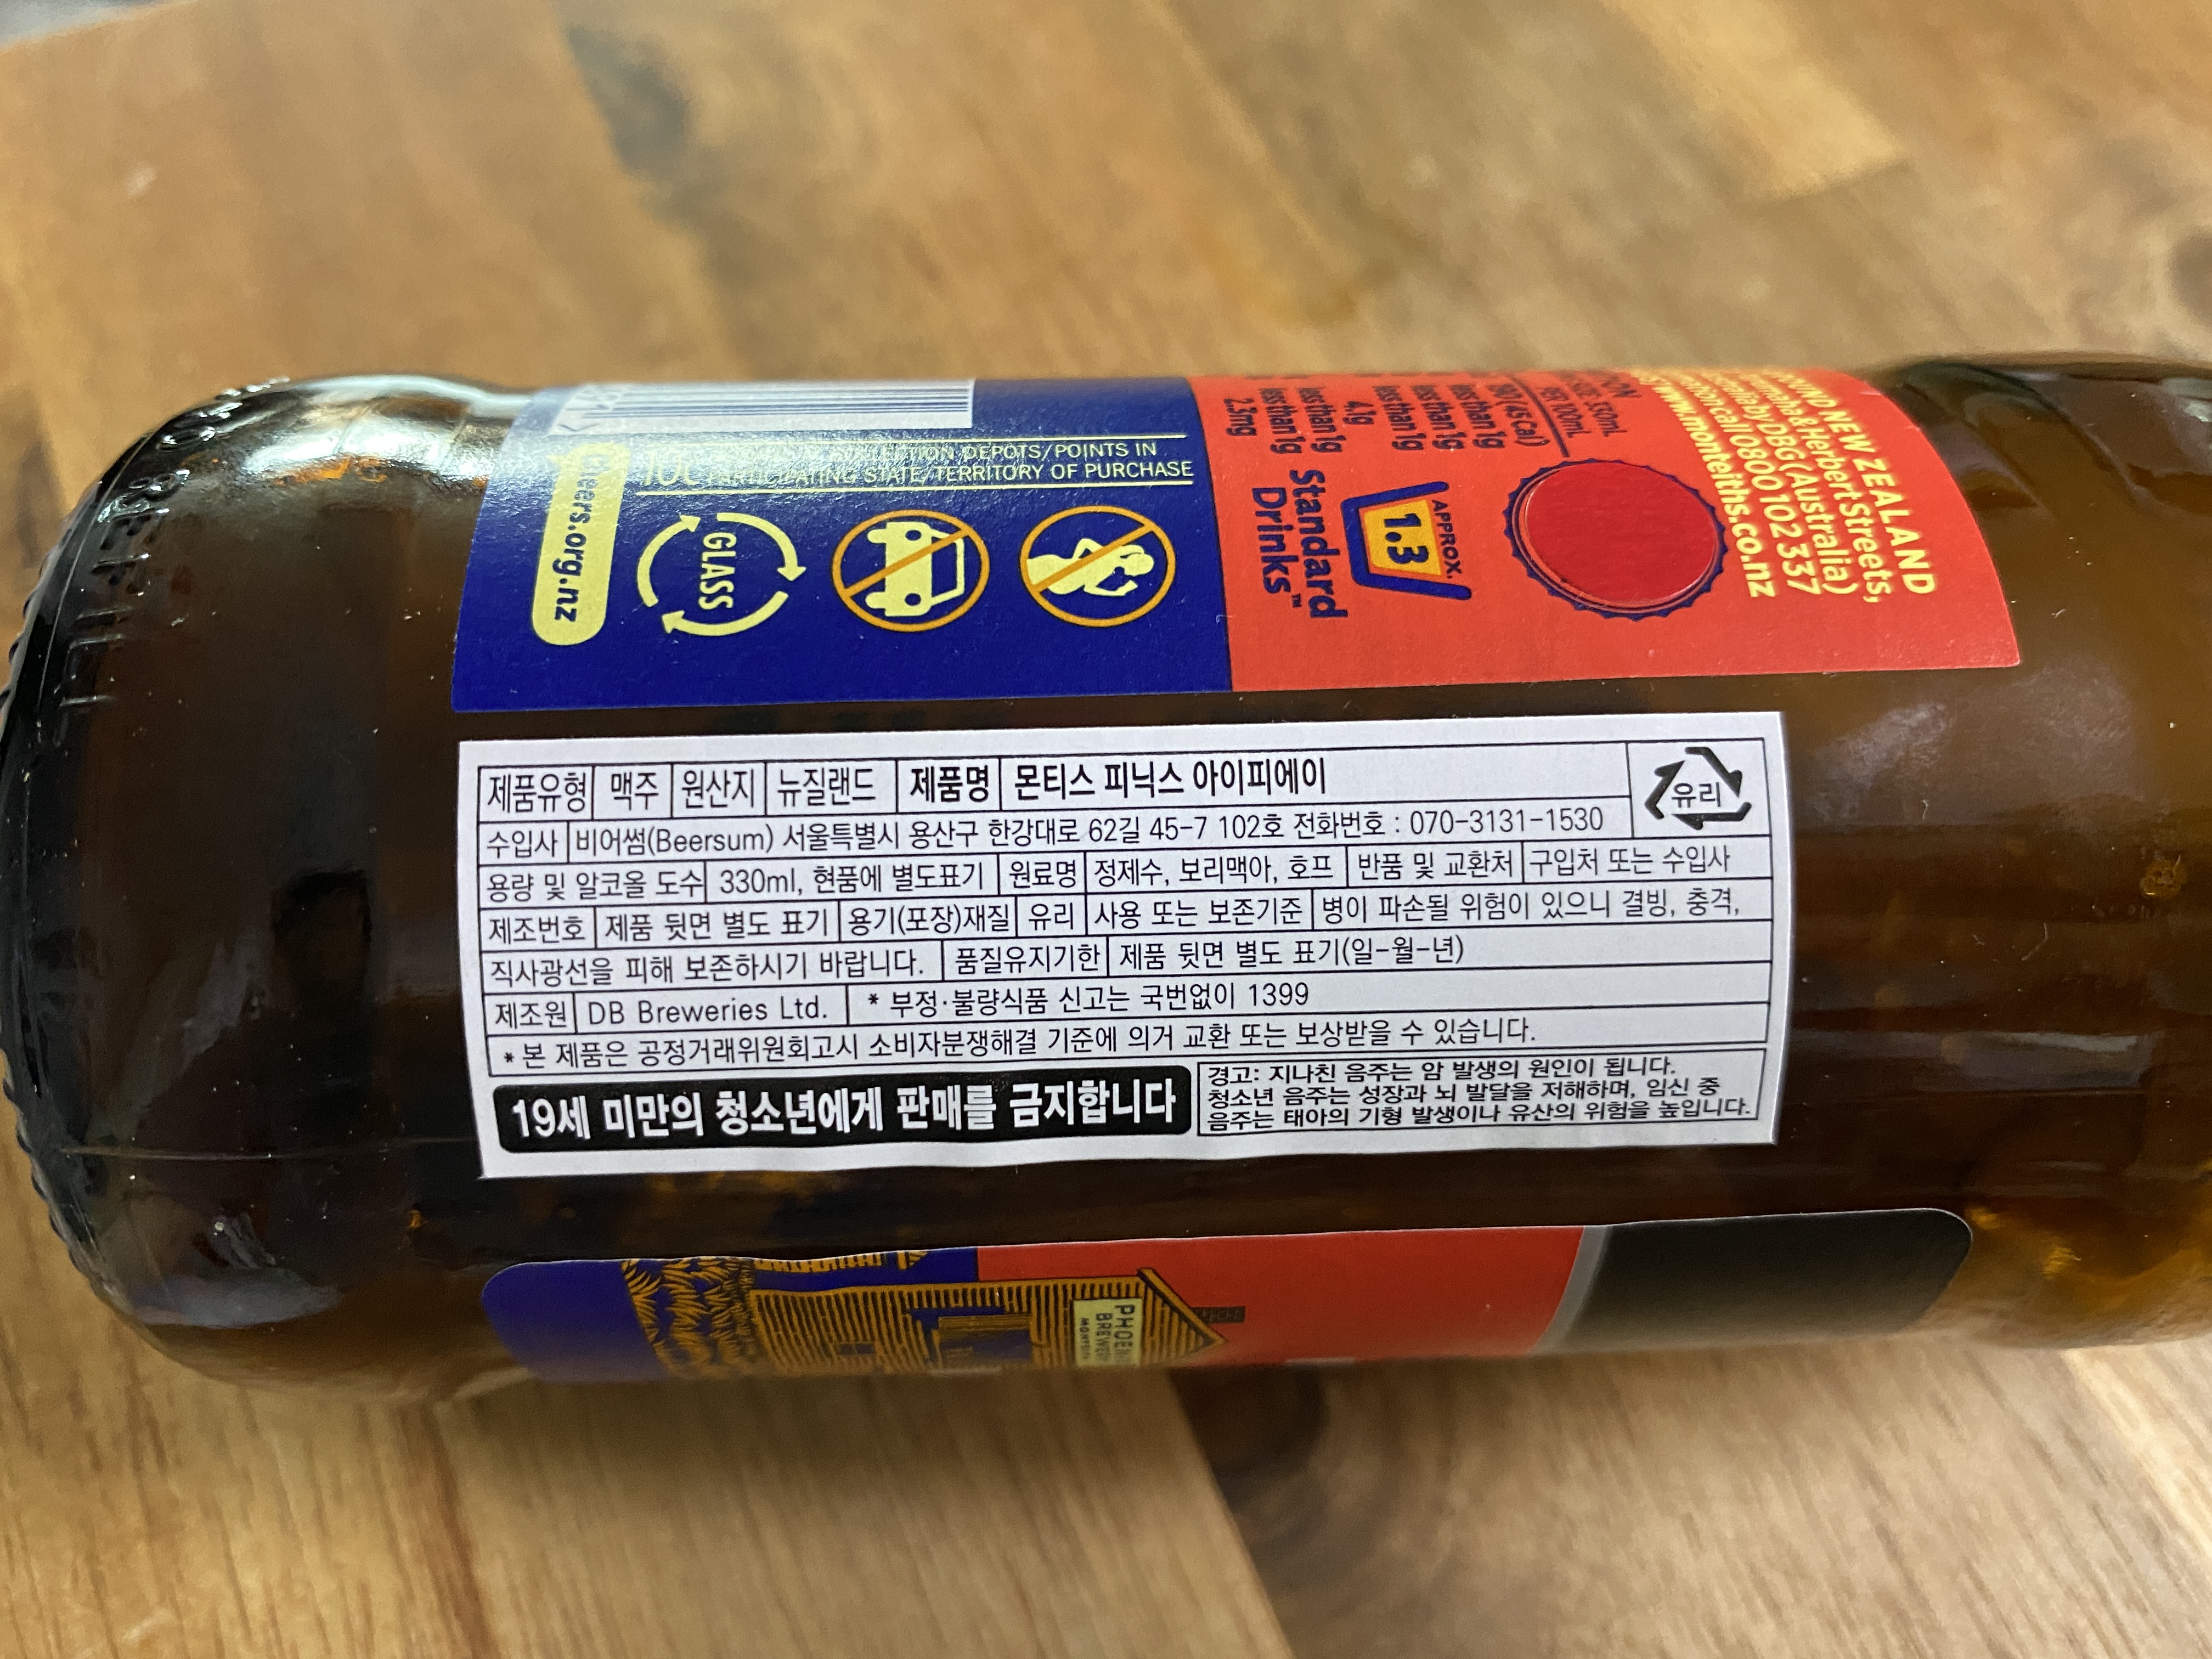 제품유형 맥주 원산지 뉴질랜드 제품명 몬티스 피닉스 아이피에이
유리
수입사 비어썸(Beersum) 서울특별시 용산구 한강대로 62길 45-7 102호 전화번호 : 070-3131-1530
용량 및 알코올 도수 330ml, 현품에 별도표기 원료명 정제수, 보리맥아, 호프 반품 및 교환처 구입처 또는 수입사
제조번호 제품 뒷면 별도 표기 용기(포장)재질 유리 사용 또는 보존기준 병이 파손될 위험이 있으니 결빙, 충격,
직사광선을 피해 보존하시기 바랍니다. 품질유지기한 제품 뒷면 별도 표기(일-월-년)
제조원 DB Breweries Ltd. * 부정·불량식품 신고는 국번없이 1399
* 본 제품은 공정거래위원회고시 소비자분쟁해결 기준에 의거 교환 또는 보상받을 수 있습니다.
19세 미만의 청소년에게 판매를 금지합니다
경고: 지나친 음주는 암 발생의 원인이 됩니다.
청소년 음주는 성장과 뇌 발달을 저해하며, 임신 중
음주는 태아의 기형 발생이나 유산의 위험을 높입니다.
NEW ZEALAND
& Herbert Streets,
by DBG (Australia)
call 0800 102 337
www.monteiths.co.nz
330mL
PER 100mL
(45 Cal)
less than 1g
less than 1g
less than 1g
4.1g
less than 1g
less than 1g
2.3mg
APPROX.
1.3
Standard
Drinks™
DEPOTS/POINTS IN
10c PARTICIPATING STATE/TERRITORY OF PURCHASE
GLASS
cheers.org.nz
REFILL